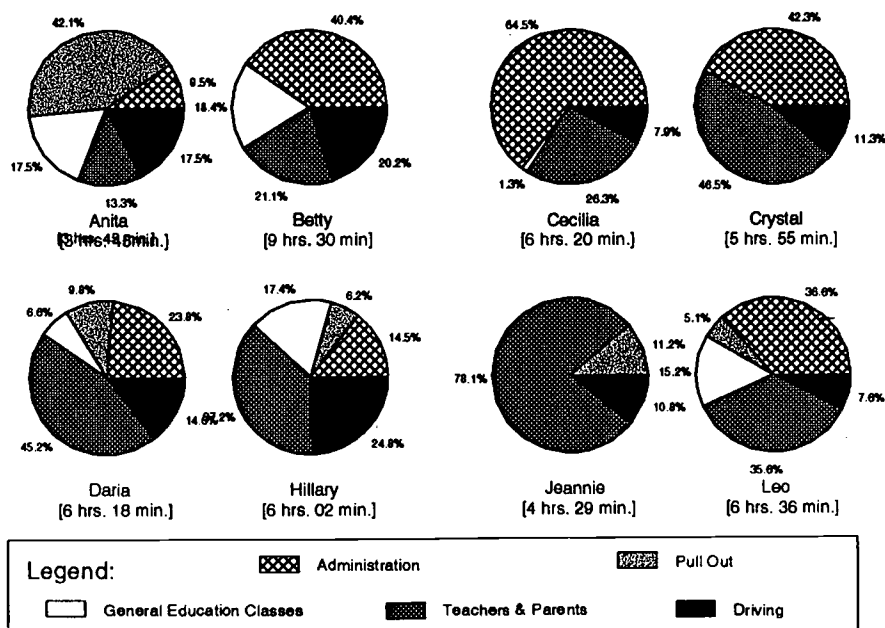 42.1%
9.5%
17.5%
13.3%
17.5%
Anita
40.4%
18.4%
21.1%
20.2%
Betty
[9 hrs. 30 min]
64.5%
7.9%
1.3%
26.3%
Cecilia
[6 hrs. 20 min.]
42.3%
11.3%
46.5%
Crystal
[5 hrs. 55 min.]
9.8%
6.6%
23.8%
45.2%
Daria
[6 hrs. 18 min.]
17.4%
6.2%
14.5%
24.8%
Hillary
[6 hrs. 02 min.]
11.2%
78.1%
10.8%
Jeannie
[4 hrs. 29 min.]
36.6%
5.1%
15.2%
7.6%
35.6%
Leo
[6 hrs. 36 min.]
Legend:
Administration
Pull Out
General Education Classes
Teachers & Parents
Driving